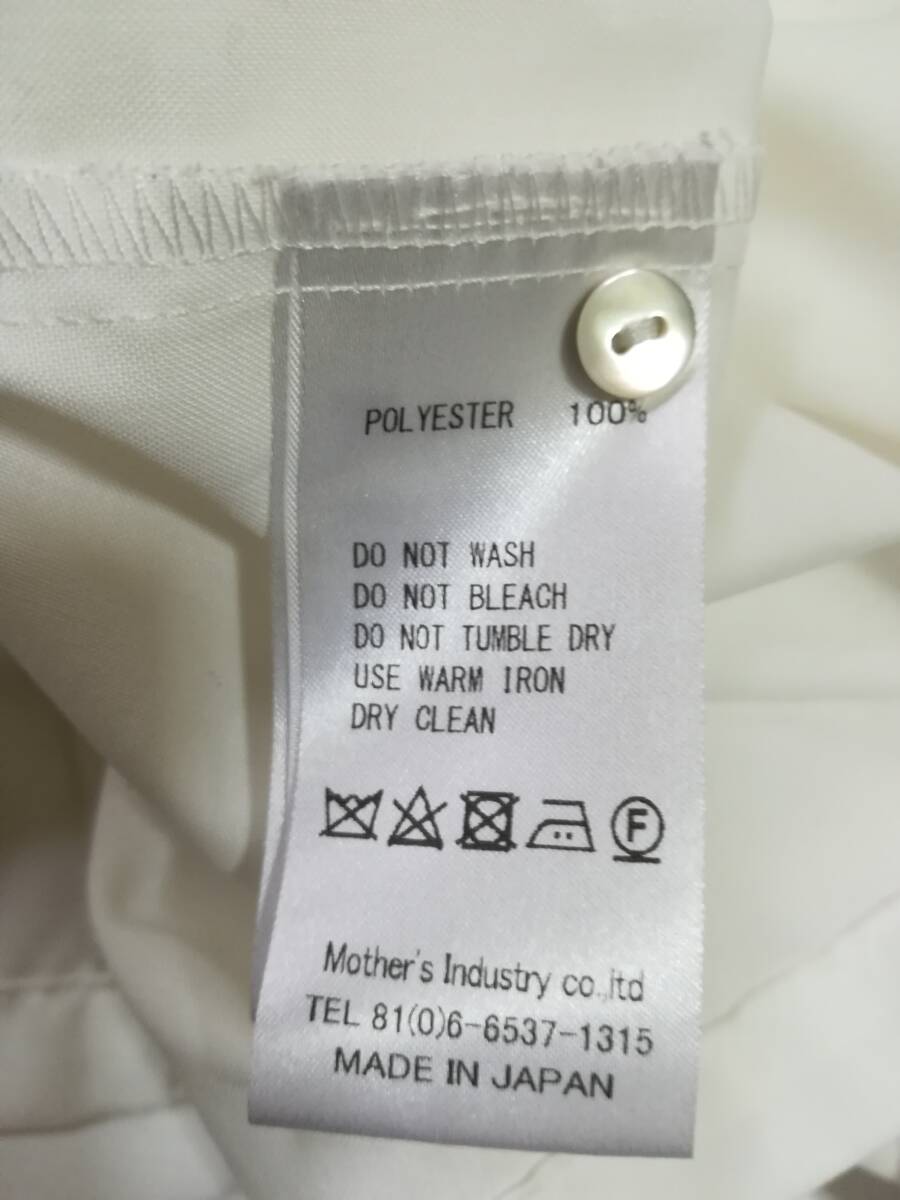 POLYESTER 100%
DO NOT WASH
DO NOT BLEACH
DO NOT TUMBLE DRY
USE WARM IRON
DRY CLEAN
F
Mother's Industry co.,itd
TEL 81(0)6-6537-1315
MADE IN JAPAN